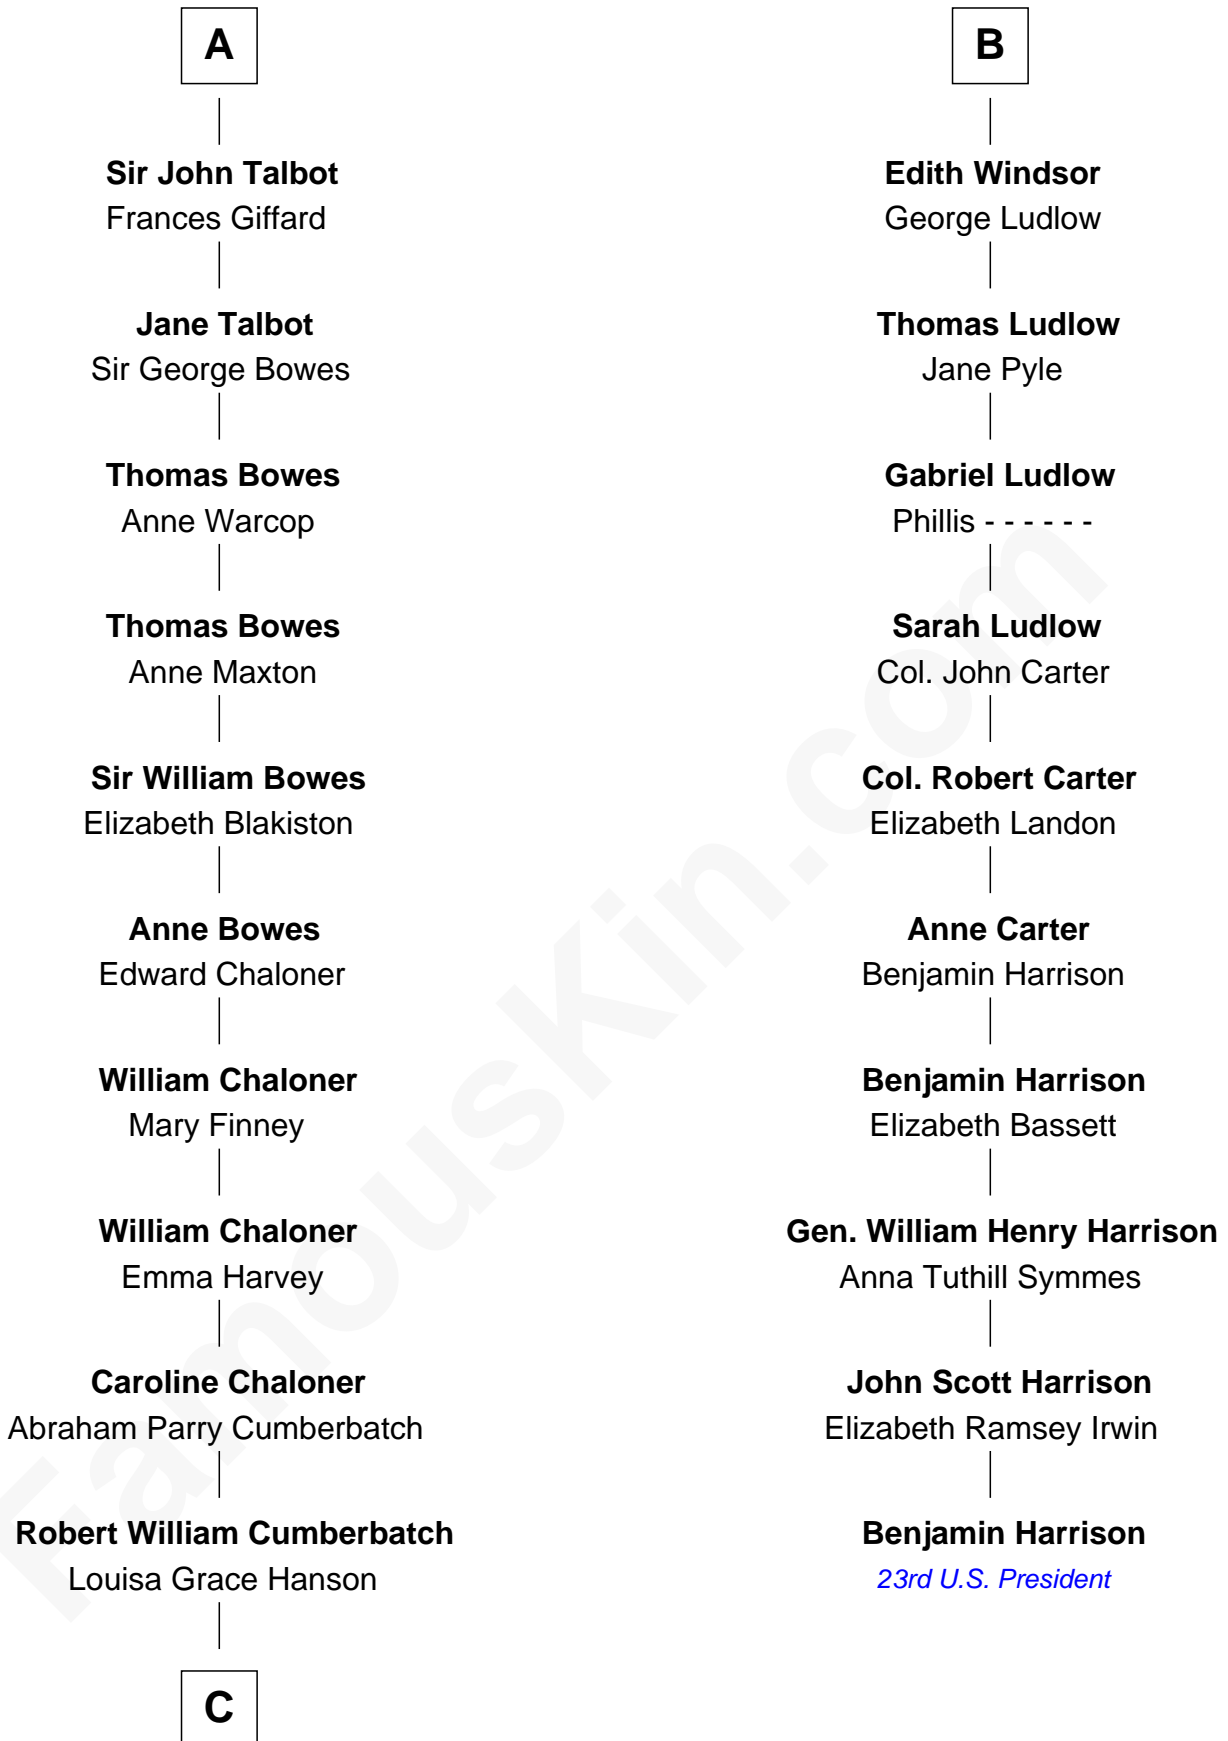 A
Sir John Talbot
Frances Giffard
Jane Talbot
Sir George Bowes
Thomas Bowes
Anne Warcop
Thomas Bowes
Anne Maxton
Sir William Bowes
Elizabeth Blakiston
Anne Bowes
Edward Chaloner
William Chaloner
Mary Finney
William Chaloner
Emma Harvey
Caroline Chaloner
Abraham Parry Cumberbatch
Robert William Cumberbatch
Louisa Grace Hanson
C
B
Edith Windsor
George Ludlow
Thomas Ludlow
Jane Pyle
Gabriel Ludlow
Phillis - - - - - -
Sarah Ludlow
Col. John Carter
Col. Robert Carter
Elizabeth Landon
Anne Carter
Benjamin Harrison
Benjamin Harrison
Elizabeth Bassett
Gen. William Henry Harrison
Anna Tuthill Symmes
John Scott Harrison
Elizabeth Ramsey Irwin
Benjamin Harrison
23rd U.S. President
FamousKin.com